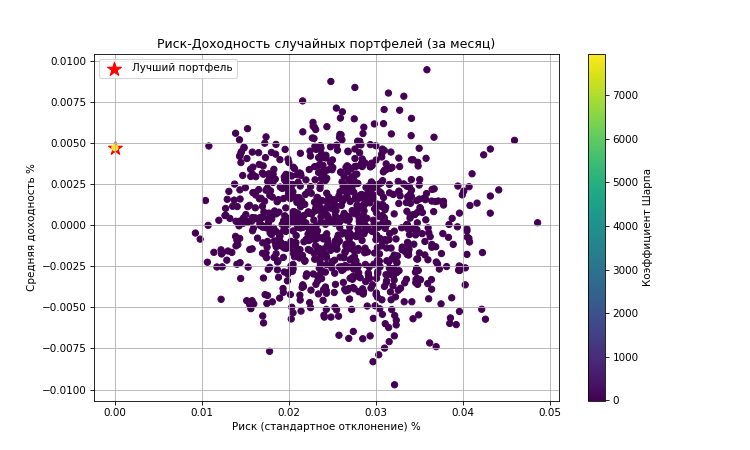 Риск-Доходность случайных портфелей (за месяц)
Лучший портфель
Средняя доходность %
0.0100
0.0075
0.0050
0.0025
0.0000
−0.0025
−0.0050
−0.0075
−0.0100
0.00 0.01 0.02 0.03 0.04 0.05
Риск (стандартное отклонение) %
7000
6000
5000
4000
3000
2000
1000
0
Коэффициент Шарпа